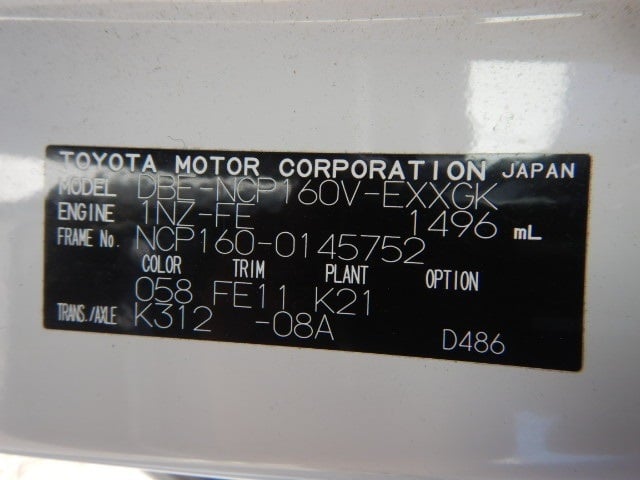 TOYOTA MOTOR CORPORATION JAPAN
MODEL DBE-NCP160V-EXXGK
ENGINE 1NZ-FE 1496 mL
FRAME No. NCP160-0145752
COLOR TRIM PLANT OPTION
058 FE11 K21
TRANS./AXLE K312 -08A D486